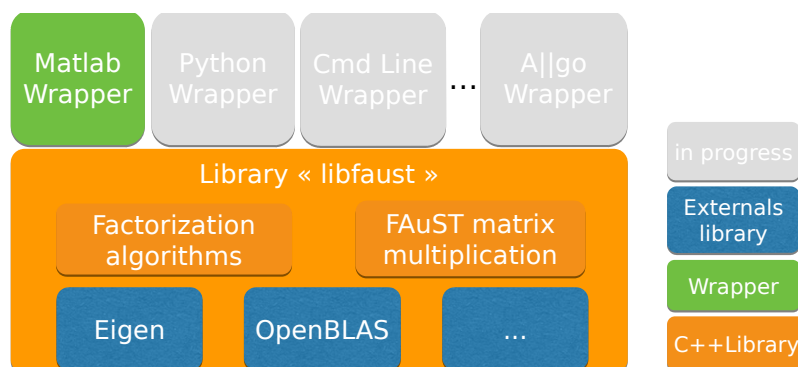 Matlab
Wrapper
Python
Wrapper
Cmd Line
Wrapper
...
A||go
Wrapper
Library « libfaust »
Factorization
algorithms
FAuST matrix
multiplication
Eigen
OpenBLAS
...
in progress
Externals
library
Wrapper
C++Library